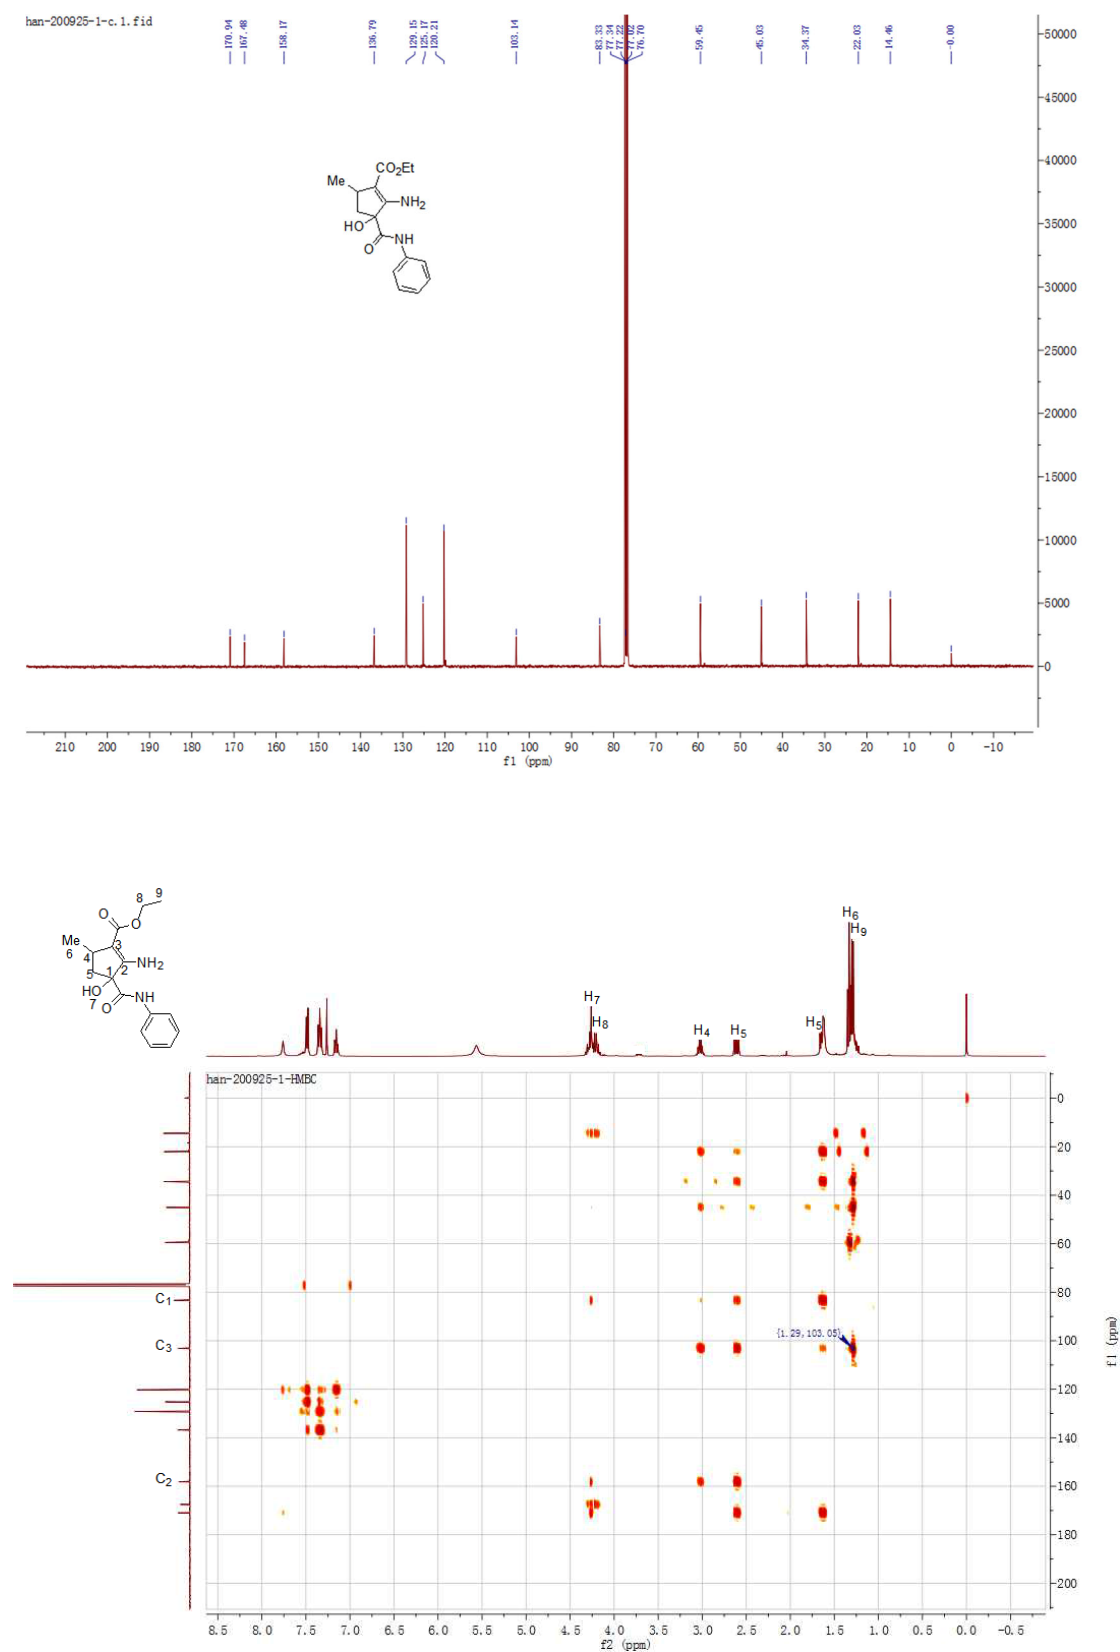 han-200925-1-c.1.fid
170.94
167.48
158.17
136.79
129.15
125.17
120.21
103.14
83.33
77.34
77.22
77.02
76.70
59.45
45.03
34.37
22.03
14.46
-0.00
50000
45000
40000
35000
30000
25000
20000
15000
10000
5000
0
CO2Et
Me
NH2
HO
NH
O
210 200 190 180 170 160 150 140 130 120 110 100 90 80 70 60 50 40 30 20 10 0 -10
f1 (ppm)
8 9
O
O
Me
6
3
4
5
2
NH2
1
HO
7
NH
O
H6
H9
H7
H8
H4
H5
H5
han-200925-1-HMBC
C1
C3
C2
{1.29,103.05}
0
20
40
60
80
100
120
140
160
180
200
f1 (ppm)
8.5 8.0 7.5 7.0 6.5 6.0 5.5 5.0 4.5 4.0 3.5 3.0 2.5 2.0 1.5 1.0 0.5 0.0 -0.5
f2 (ppm)